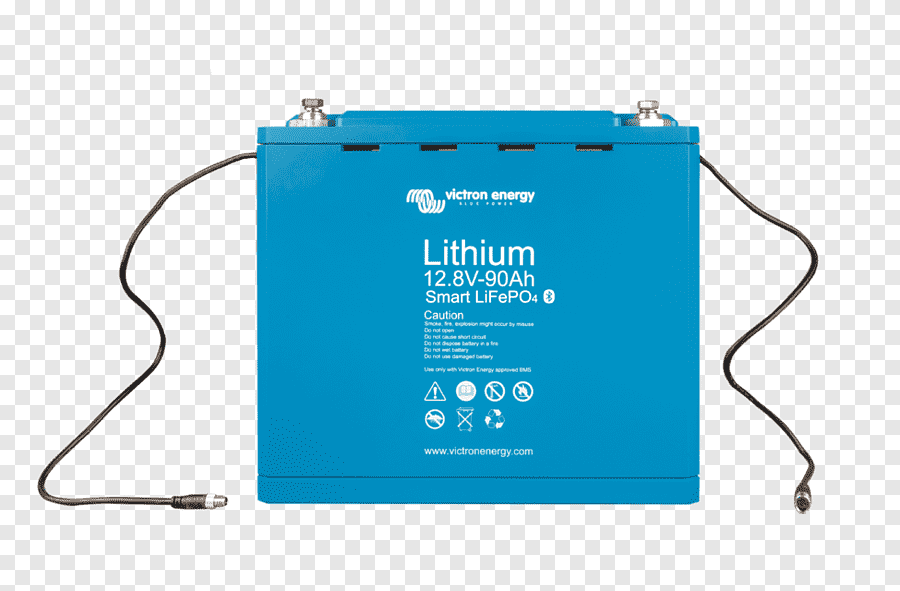 victron energy
BLUE POWER
Lithium
12.8V-90Ah
Smart LiFePO4
Caution
Smoke, fire, explosion might occur by misuse
Do not open
Do not cause short circuit
Do not dispose battery in a fire
Do not wet battery
Do not use damaged battery
Use only with Victron Energy approved BMS
www.victronenergy.com